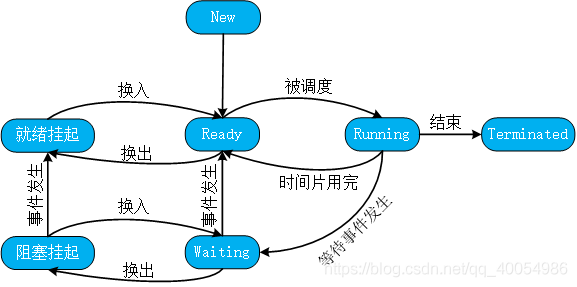 New
换入
被调度
就绪挂起
Ready
Running
结束
Terminated
换出
时间片用完
事件发生
事件发生
等待事件发生
换入
阻塞挂起
Waiting
换出
https://blog.csdn.net/qq_40054986